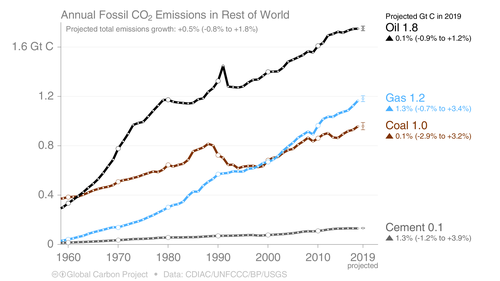 Annual Fossil CO₂ Emissions in Rest of World
Projected total emissions growth: +0.5% (-0.8% to +1.8%)
Projected Gt C in 2019
Oil 1.8
▲ 0.1% (-0.9% to +1.2%)
1.6 Gt C
Gas 1.2
▲ 1.3% (-0.7% to +3.4%)
1.2
Coal 1.0
▲ 0.1% (-2.9% to +3.2%)
0.8
0.4
Cement 0.1
▲ 1.3% (-1.2% to +3.9%)
0
1960 1970 1980 1990 2000 2010 2019
projected
Global Carbon Project • Data: CDIAC/UNFCCC/BP/USGS